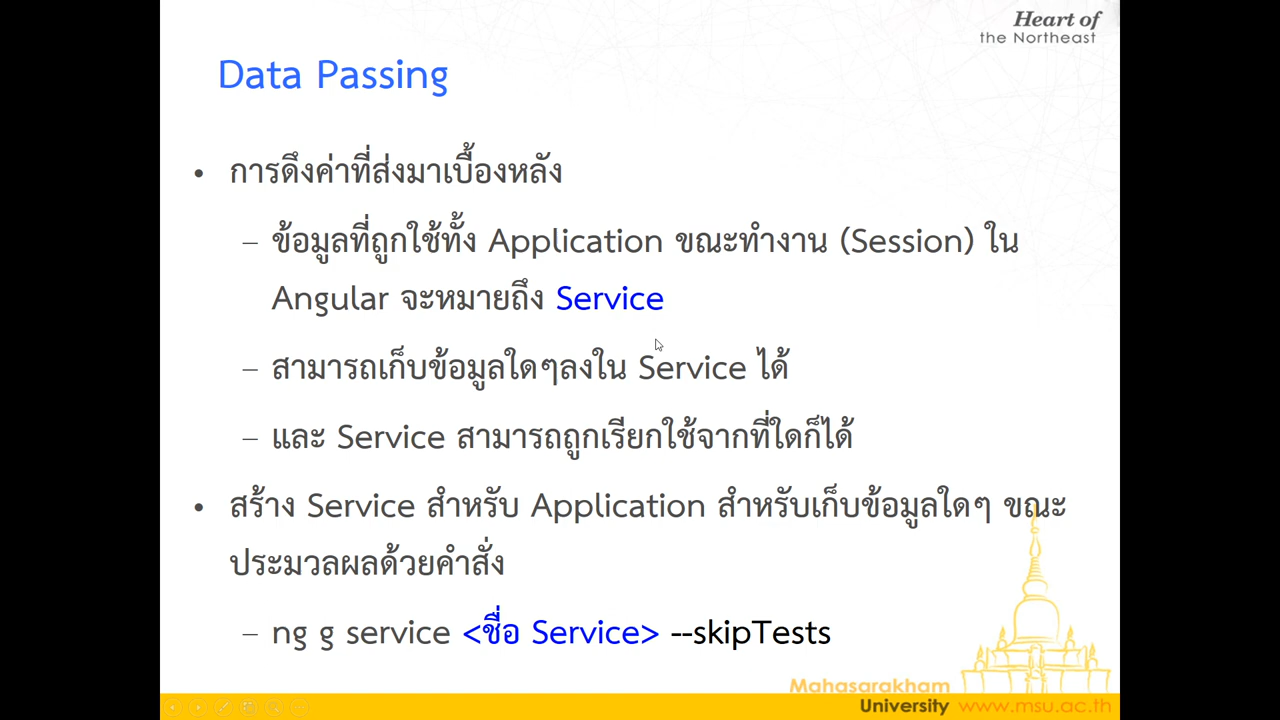 Heart of
the Northeast
Data Passing
• การดึงค่าที่ส่งมาเบื้องหลัง
– ข้อมูลที่ถูกใช้ทั้ง Application ขณะทำงาน (Session) ใน
Angular จะหมายถึง Service
– สามารถเก็บข้อมูลใดๆลงใน Service ได้
– และ Service สามารถถูกเรียกใช้จากที่ใดก็ได้
• สร้าง Service สำหรับ Application สำหรับเก็บข้อมูลใดๆ ขณะ
ประมวลผลด้วยคำสั่ง
– ng g service <ชื่อ Service> --skipTests
Mahasarakham
University www.msu.ac.th